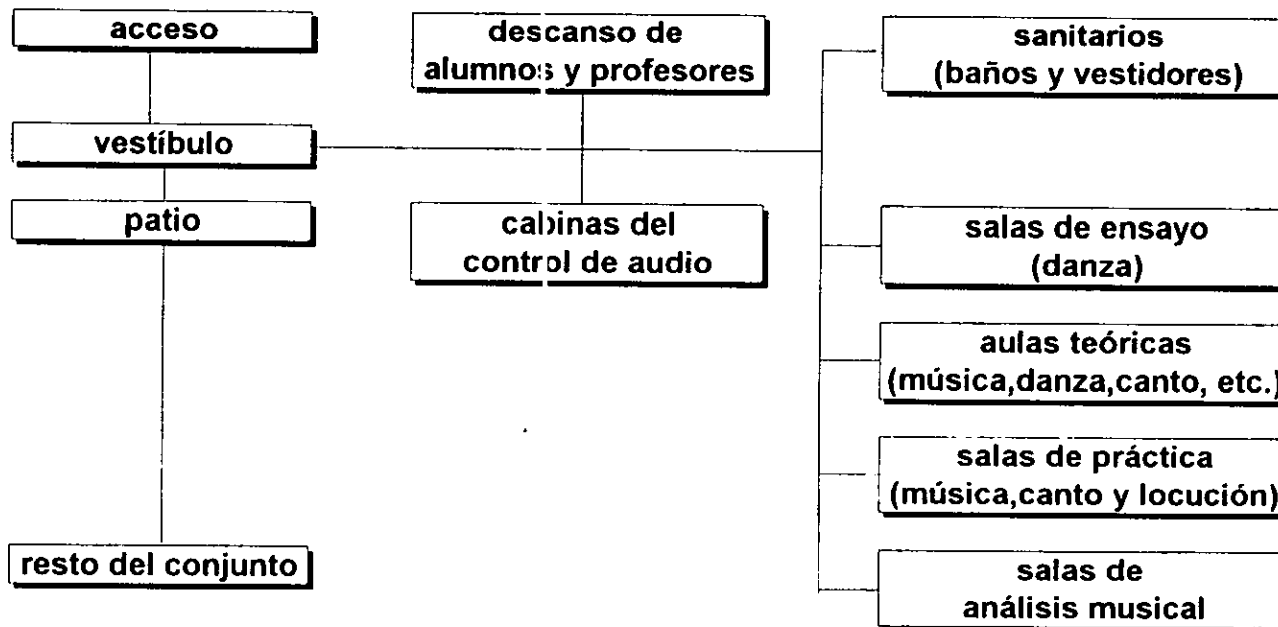 acceso
vestíbulo
patio
resto del conjunto
descanso de
alumnos y profesores
cabinas del
control de audio
sanitarios
(baños y vestidores)
salas de ensayo
(danza)
aulas teóricas
(música,danza,canto, etc.)
salas de práctica
(música,canto y locución)
salas de
análisis musical